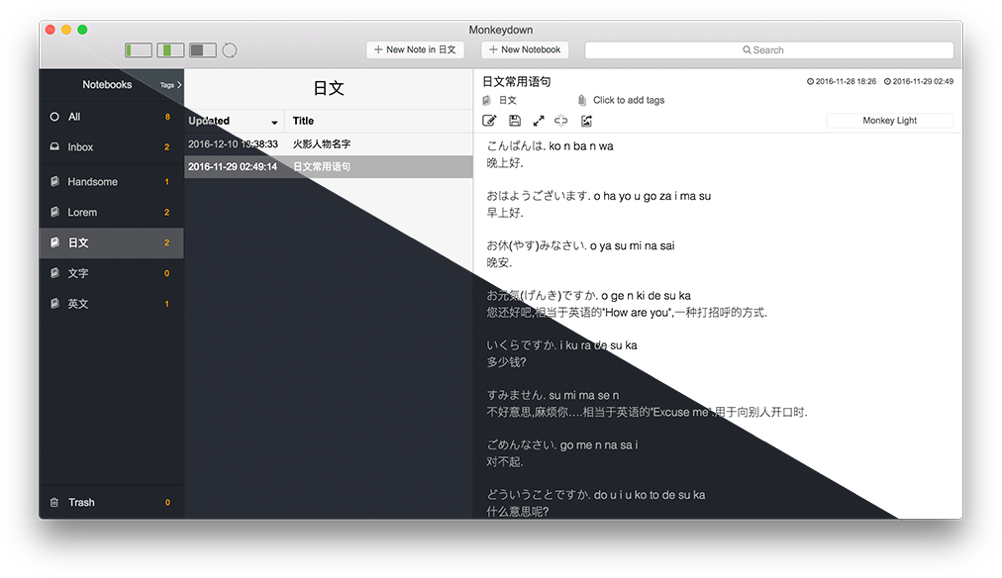 Monkeydown
New Note in 日文
New Notebook
Search
Notebooks
Tags
All 8
Inbox 2
Handsome 1
Lorem 2
日文 2
文字 0
英文 1
Trash 0
日文
Updated Title
2016-12-10 13:38:33 火影人物名字
2016-11-29 02:49:14 日文常用语句
日文常用语句
2016-11-28 18:26 2016-11-29 02:49
日文 Click to add tags
Monkey Light
こんばんは. ko n ba n wa
晚上好.
おはようございます. o ha yo u go za i ma su
早上好.
お休(やす)みなさい. o ya su mi na sai
晚安.
お元気(げんき)ですか. o ge n ki de su ka
您还好吧,相当于英语的"How are you",一种打招呼的方式.
いくらですか. i ku ra de su ka
多少钱?
すみません. su mi ma se n
不好意思,麻烦你....相当于英语的"Excuse me".用于向别人开口时.
ごめんなさい. go me n na sa i
对不起.
どういうことですか. do u i u ko to de su ka
什么意思呢?